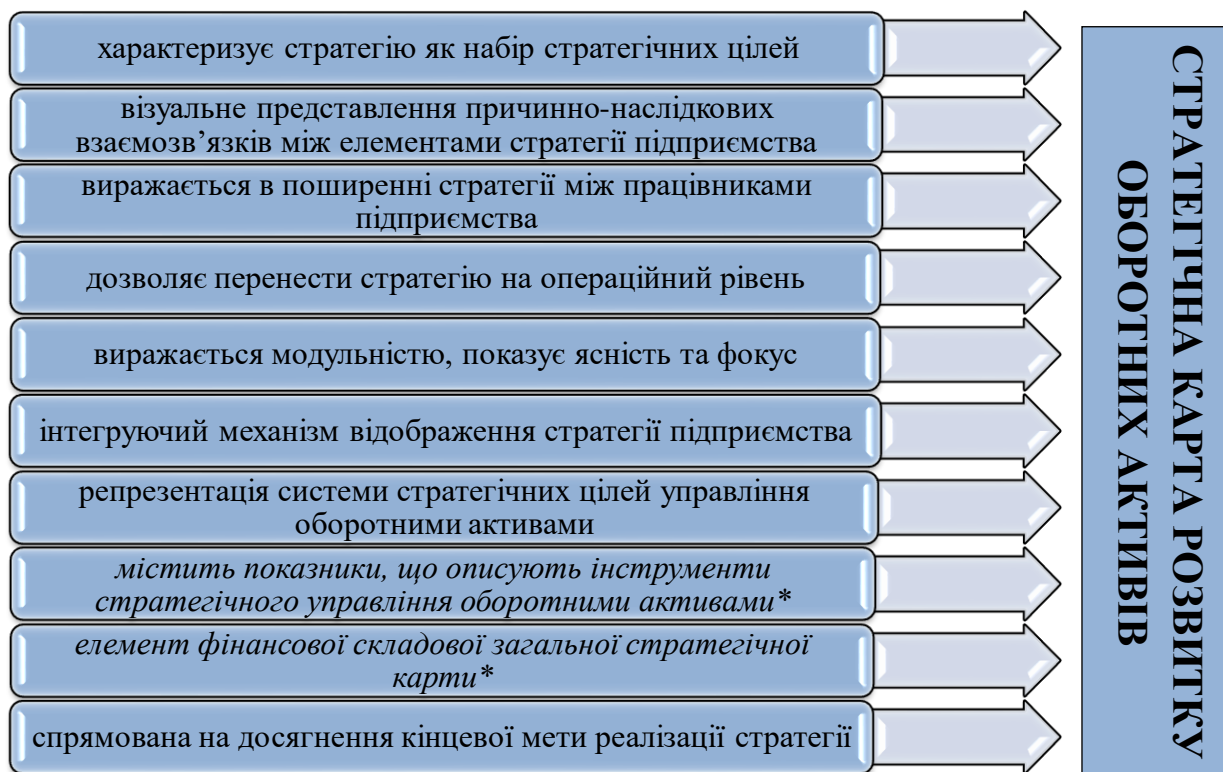 характеризує стратегію як набір стратегічних цілей
візуальне представлення причинно-наслідкових
взаємозв’язків між елементами стратегії підприємства
виражається в поширенні стратегії між працівниками
підприємства
дозволяє перенести стратегію на операційний рівень
виражається модульністю, показує ясність та фокус
інтегруючий механізм відображення стратегії підприємства
репрезентація системи стратегічних цілей управління
оборотними активами
містить показники, що описують інструменти
стратегічного управління оборотними активами*
елемент фінансової складової загальної стратегічної
карти*
спрямована на досягнення кінцевої мети реалізації стратегії
СТРАТЕГІЧНА КАРТА РОЗВИТКУ
ОБОРОТНИХ АКТИВІВ